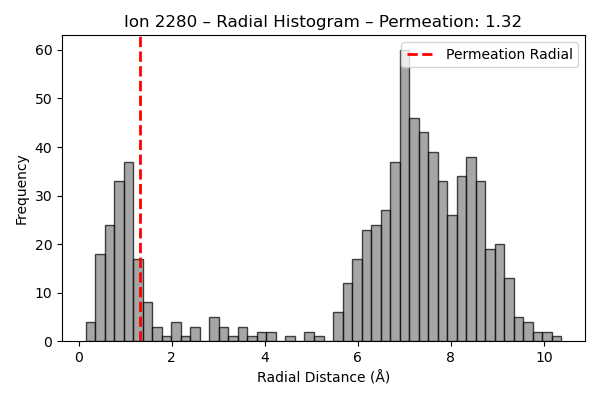 Ion 2280 – Radial Histogram – Permeation: 1.32
Permeation Radial
Frequency
60
50
40
30
20
10
0
0 2 4 6 8 10
Radial Distance (Å)